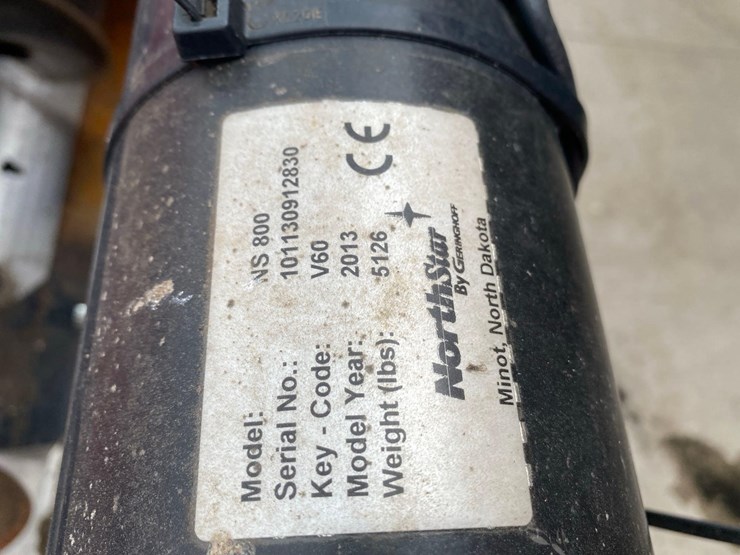 Model: NS 800
Serial No.: 101130912830
Key - Code: V60
Model Year: 2013
Weight (lbs): 5126
CE
NorthStar
By GERINGHOFF
Minot, North Dakota